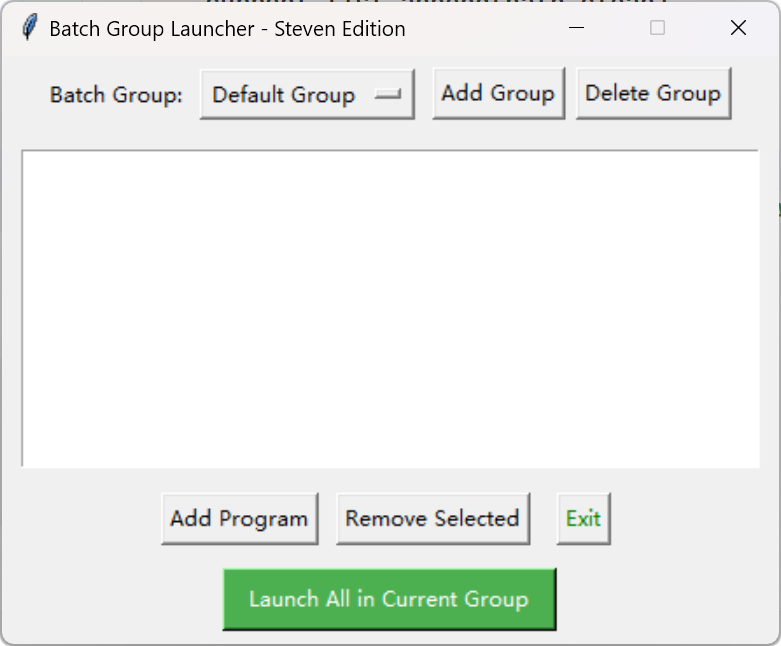 Batch Group Launcher - Steven Edition
Batch Group: Default Group Add Group Delete Group
Add Program Remove Selected Exit
Launch All in Current Group